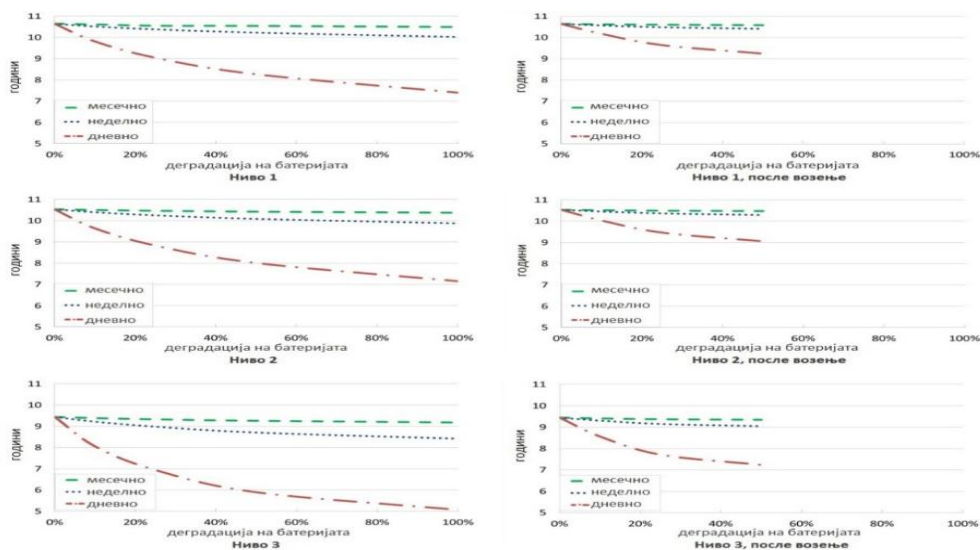 11
10
9
8
7
6
5
години
месечно
неделно
дневно
0% 20% 40% 60% 80% 100%
деградација на батеријата
Ниво 1
11
10
9
8
7
6
5
години
месечно
неделно
дневно
0% 20% 40% 60% 80% 100%
деградација на батеријата
Ниво 1, после возење
11
10
9
8
7
6
5
години
месечно
неделно
дневно
0% 20% 40% 60% 80% 100%
деградација на батеријата
Ниво 2
11
10
9
8
7
6
5
години
месечно
неделно
дневно
0% 20% 40% 60% 80% 100%
деградација на батеријата
Ниво 2, после возење
11
10
9
8
7
6
5
години
месечно
неделно
дневно
0% 20% 40% 60% 80% 100%
деградација на батеријата
Ниво 3
11
10
9
8
7
6
5
години
месечно
неделно
дневно
0% 20% 40% 60% 80% 100%
деградација на батеријата
Ниво 3, после возење